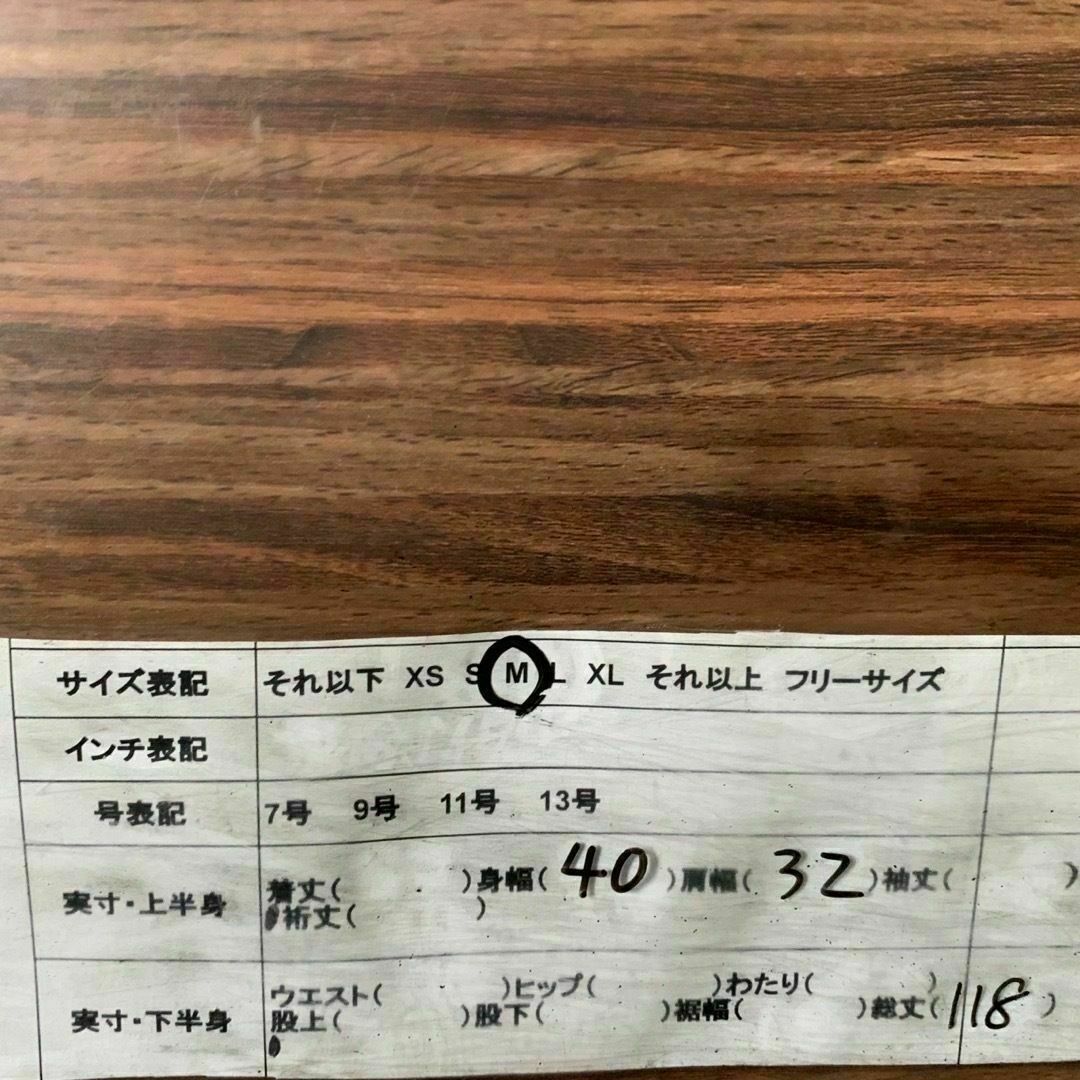 サイズ表記 それ以下 XS S M L XL それ以上 フリーサイズ
インチ表記
号表記 7号 9号 11号 13号
実寸・上半身 着丈( )身幅( 40 )肩幅( 32 )袖丈( )
裄丈( )
実寸・下半身 ウエスト( )ヒップ( )わたり( )
股上( )股下( )裾幅( )総丈( 118 )